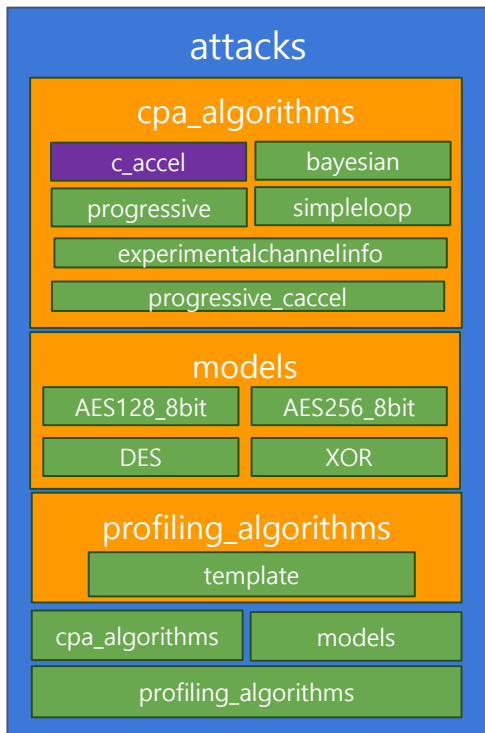 attacks
cpa_algorithms
c_accel
bayesian
progressive
simpleloop
experimentalchannelinfo
progressive_caccel
models
AES128_8bit
AES256_8bit
DES
XOR
profiling_algorithms
template
cpa_algorithms
models
profiling_algorithms